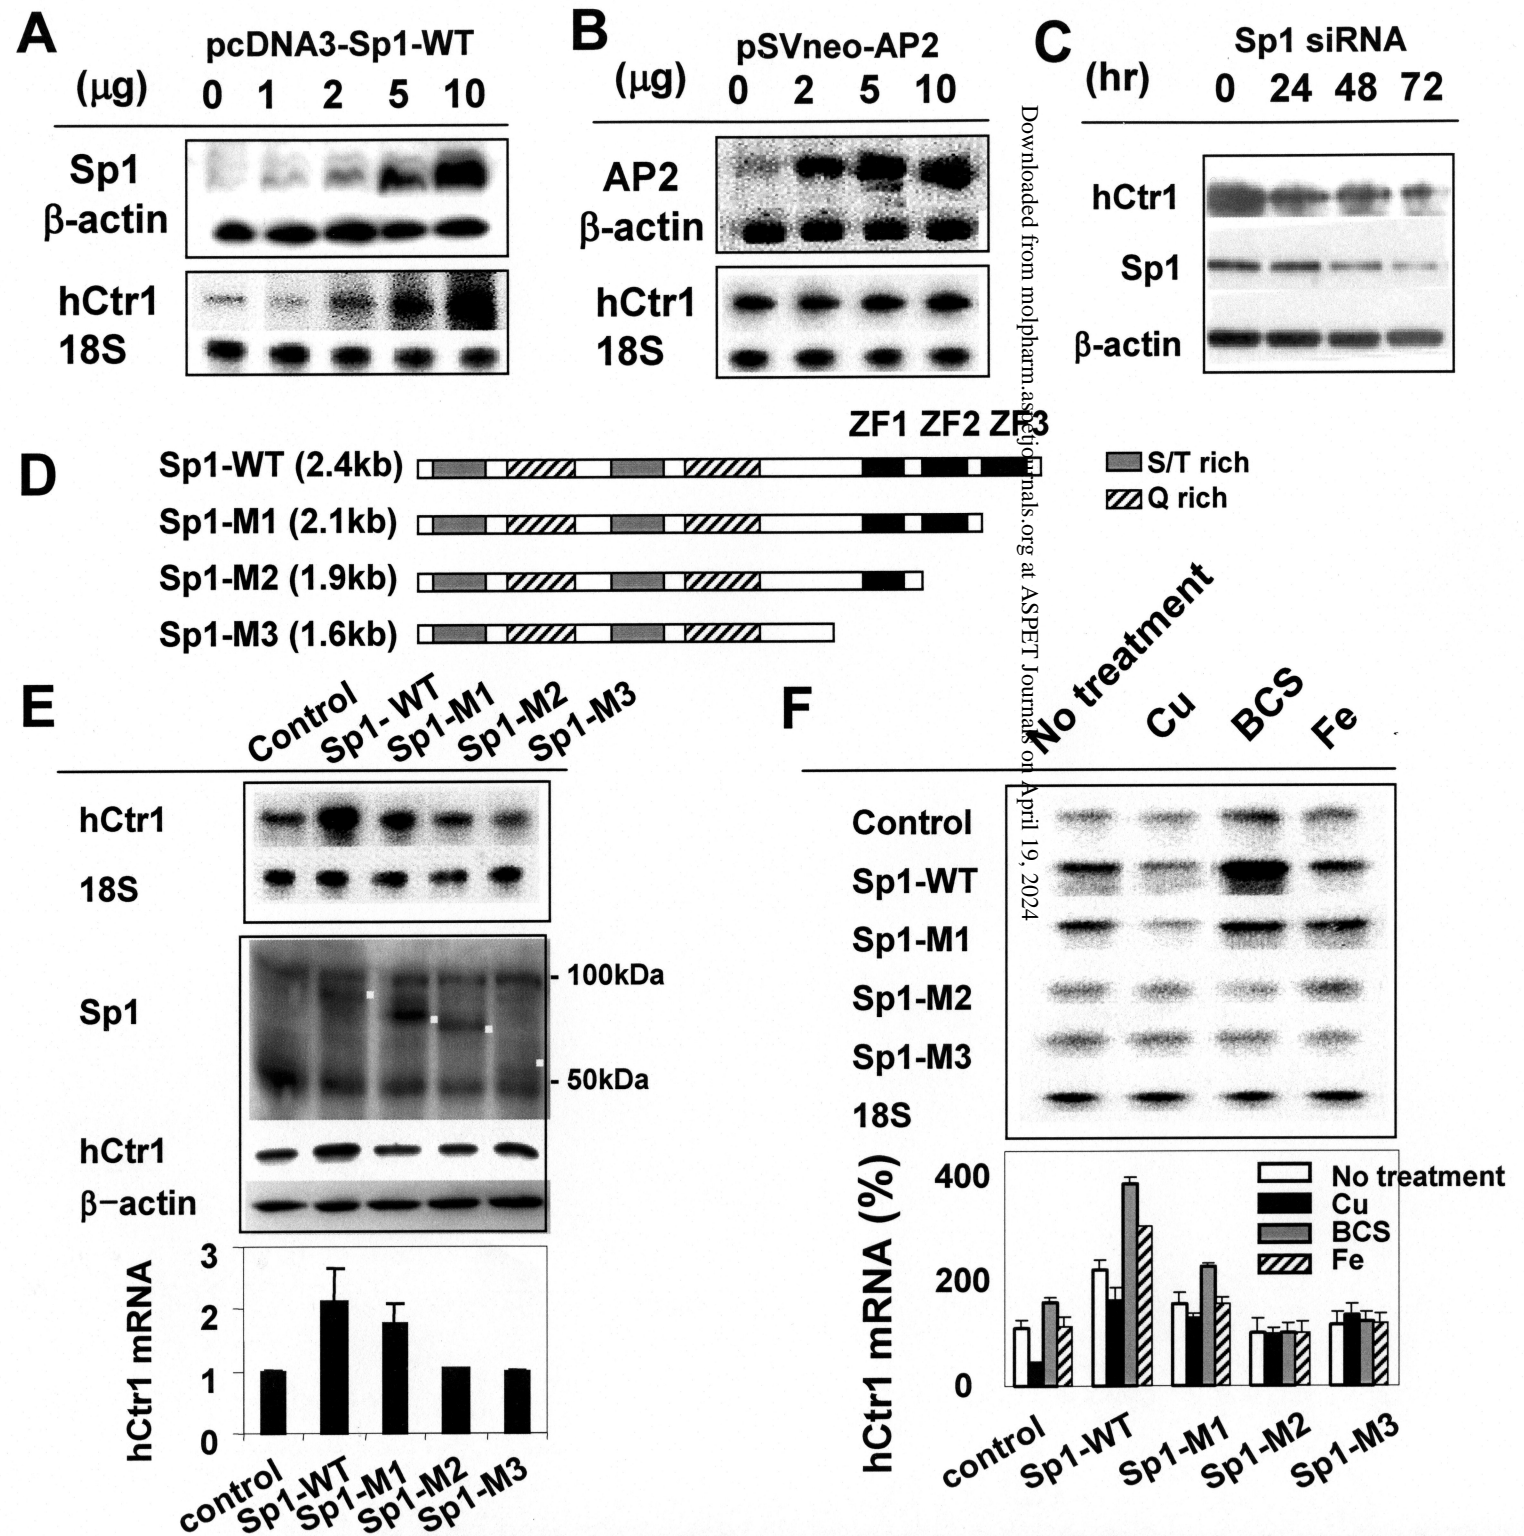 A
pcDNA3-Sp1-WT
(μg) 0 1 2 5 10
Sp1
β-actin
hCtr1
18S
B
pSVneo-AP2
(μg) 0 2 5 10
AP2
β-actin
hCtr1
18S
C
Sp1 siRNA
(hr) 0 24 48 72
hCtr1
Sp1
β-actin
Downloaded from molpharm.aspetjournals.org at ASPET Journals on April 19, 2024
D
ZF1 ZF2 ZF3
Sp1-WT (2.4kb)
Sp1-M1 (2.1kb)
Sp1-M2 (1.9kb)
Sp1-M3 (1.6kb)
S/T rich
Q rich
E
Control Sp1- WT Sp1-M1 Sp1-M2 Sp1-M3
hCtr1
18S
Sp1
- 100kDa
- 50kDa
hCtr1
β-actin
hCtr1 mRNA
3
2
1
0
control Sp1-WT Sp1-M1 Sp1-M2 Sp1-M3
F
No treatment Cu BCS Fe
Control
Sp1-WT
Sp1-M1
Sp1-M2
Sp1-M3
18S
hCtr1 mRNA (%)
400
200
0
No treatment
Cu
BCS
Fe
control Sp1-WT Sp1-M1 Sp1-M2 Sp1-M3